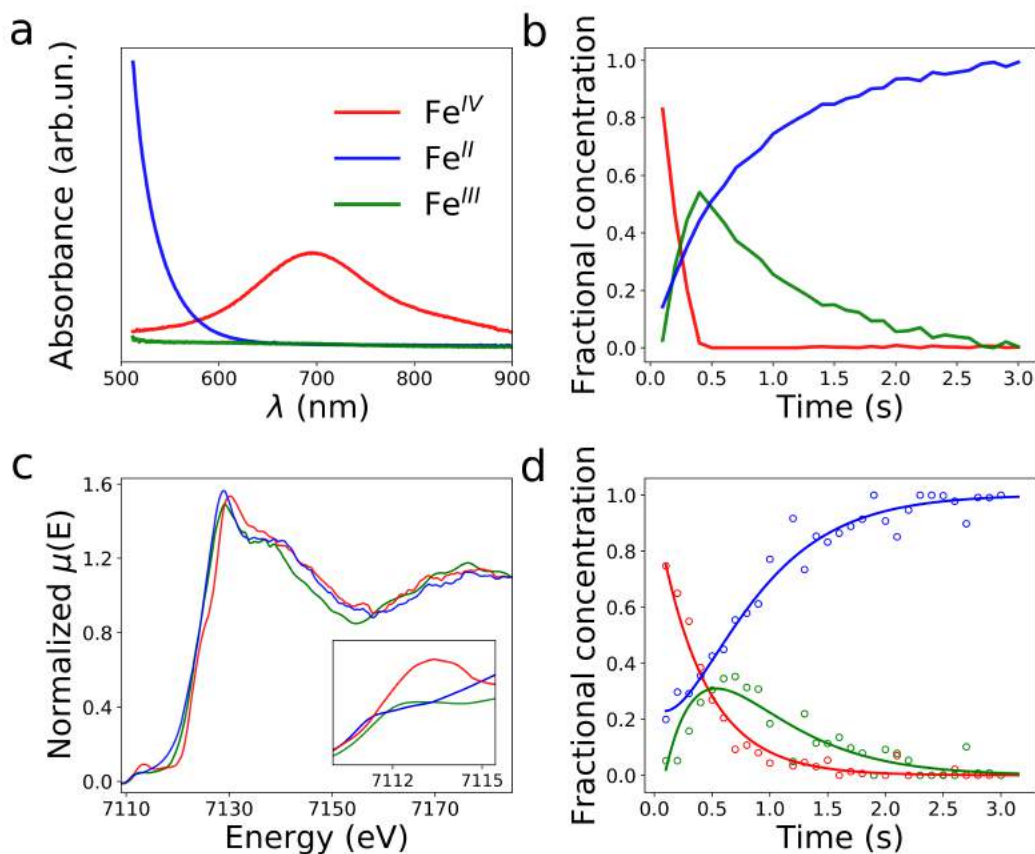 a
Absorbance (arb.un.)
Fe^{IV}
Fe^{II}
Fe^{III}
500 600 700 800 900
λ (nm)
b
Fractional concentration
1.0
0.8
0.6
0.4
0.2
0.0
0.0 0.5 1.0 1.5 2.0 2.5 3.0
Time (s)
c
Normalized μ(E)
1.6
1.2
0.8
0.4
0.0
7112 7115
7110 7130 7150 7170
Energy (eV)
d
Fractional concentration
1.0
0.8
0.6
0.4
0.2
0.0
0.0 0.5 1.0 1.5 2.0 2.5 3.0
Time (s)